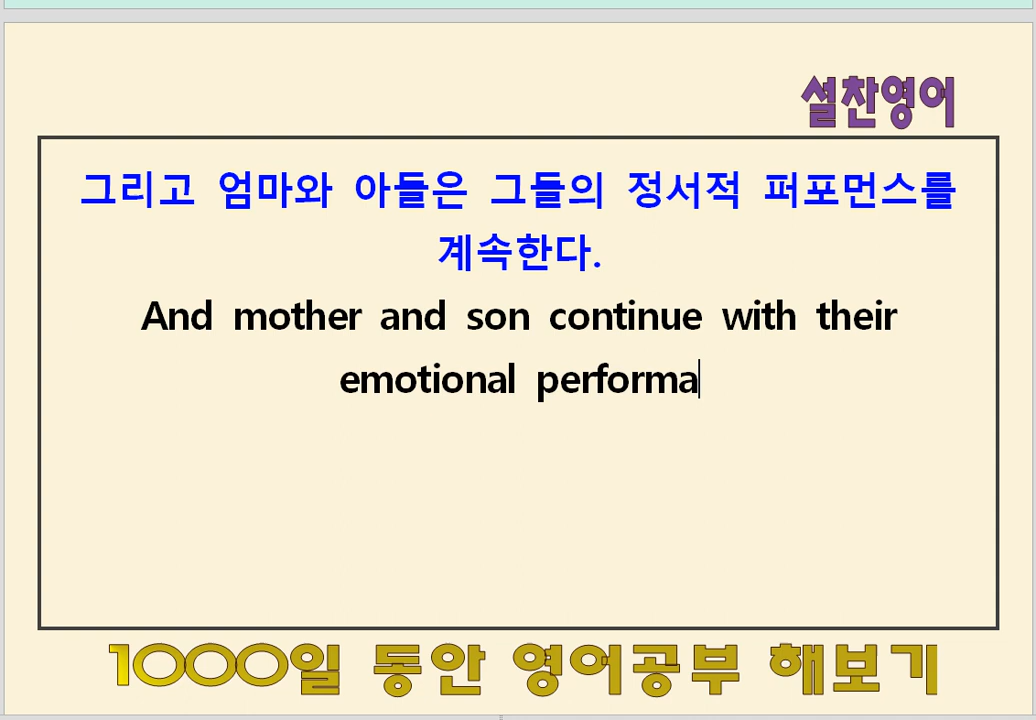 설찬영어
그리고 엄마와 아들은 그들의 정서적 퍼포먼스를
계속한다.
And mother and son continue with their
emotional performa
1000일 동안 영어공부 해보기